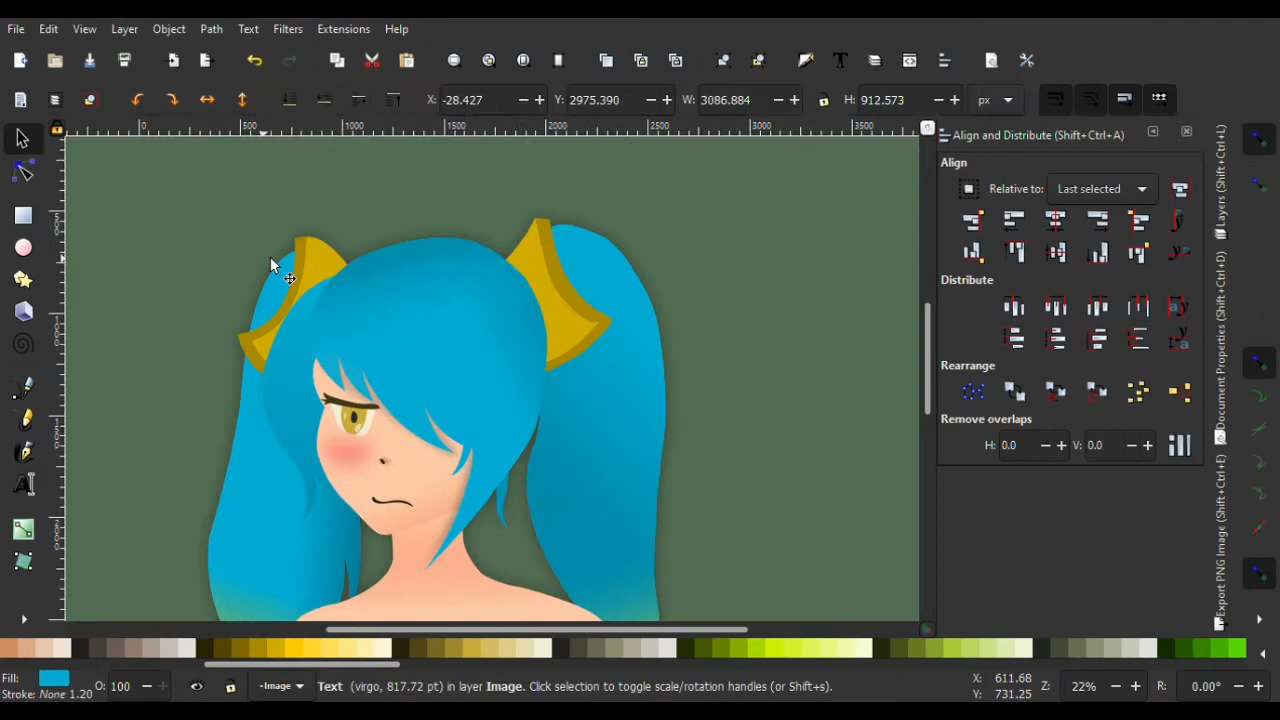 File Edit View Layer Object Path Text Filters Extensions Help
X: -28.427 Y: 2975.390 W: 3086.884 H: 912.573 px
0 500 1000 1500 2000 2500 3000 3500
500
1000
1500
2000
Align and Distribute (Shift+Ctrl+A)
Align
Relative to: Last selected
Distribute
Rearrange
Remove overlaps
H: 0.0 V: 0.0
Layers (Shift+Ctrl+L)
Document Properties (Shift+Ctrl+D)
Export PNG Image (Shift+Ctrl+E)
Fill:
Stroke: None 1.20
O: 100
-Image
Text (virgo, 817.72 pt) in layer Image. Click selection to toggle scale/rotation handles (or Shift+s).
X: 611.68
Y: 731.25
Z: 22%
R: 0.00°